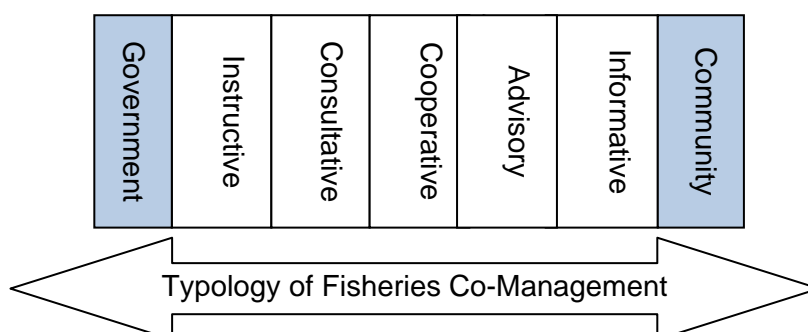 Government
Instructive
Consultative
Cooperative
Advisory
Informative
Community
Typology of Fisheries Co-Management